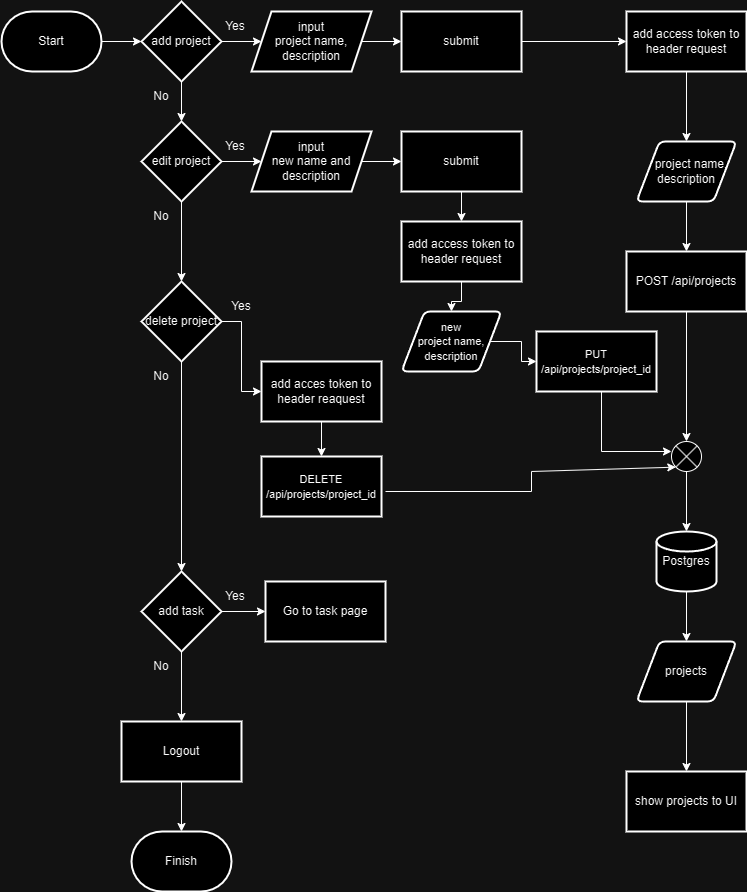 Start
add project
Yes
input
project name,
description
submit
add access token to
header request
No
edit project
Yes
input
new name and
description
submit
project name
description
No
add access token to
header request
POST /api/projects
delete project
Yes
new
project name,
description
PUT
/api/projects/project_id
No
add acces token to
header reaquest
DELETE
/api/projects/project_id
Postgres
add task
Yes
Go to task page
No
projects
Logout
show projects to UI
Finish